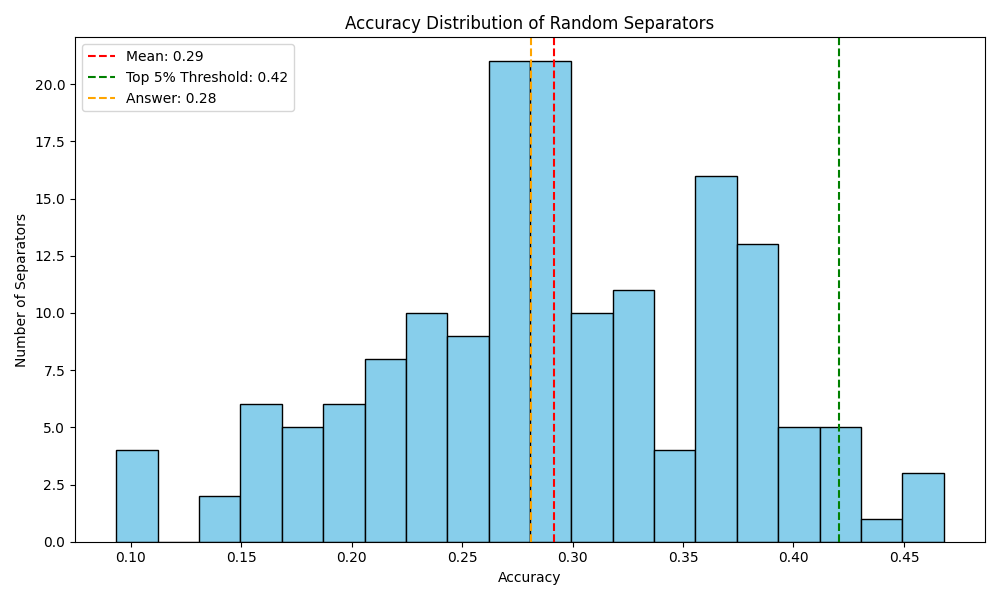 Accuracy Distribution of Random Separators
Mean: 0.29
Top 5% Threshold: 0.42
Answer: 0.28
Number of Separators
20.0
17.5
15.0
12.5
10.0
7.5
5.0
2.5
0.0
0.10 0.15 0.20 0.25 0.30 0.35 0.40 0.45
Accuracy